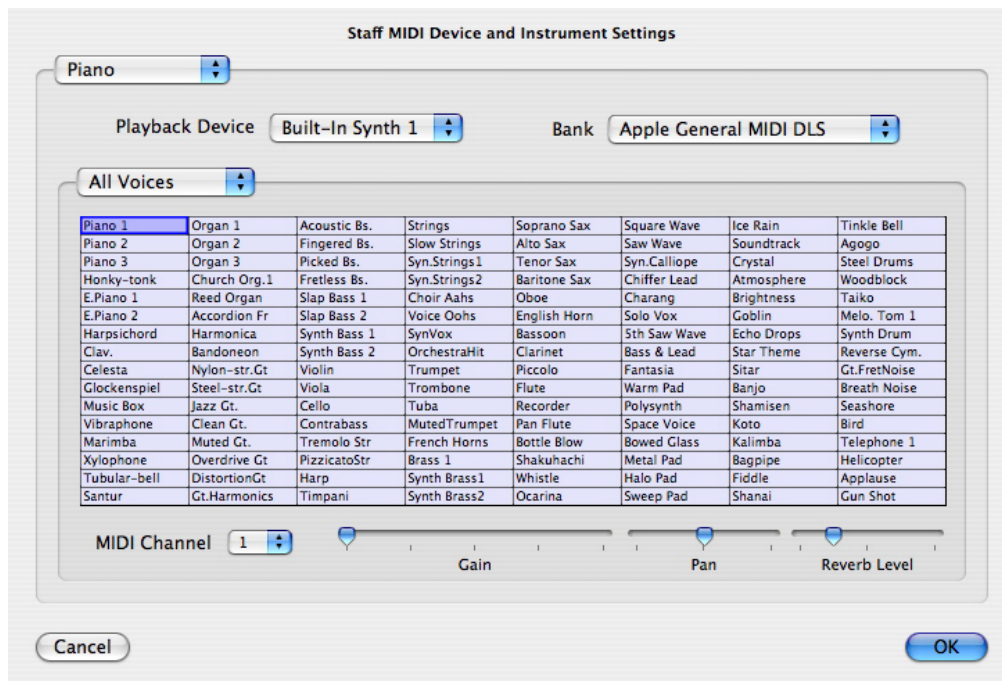 Staff MIDI Device and Instrument Settings
Piano
Playback Device Built-In Synth 1 Bank Apple General MIDI DLS
All Voices
Piano 1 Organ 1 Acoustic Bs. Strings Soprano Sax Square Wave Ice Rain Tinkle Bell
Piano 2 Organ 2 Fingered Bs. Slow Strings Alto Sax Saw Wave Soundtrack Agogo
Piano 3 Organ 3 Picked Bs. Syn.Strings1 Tenor Sax Syn.Calliope Crystal Steel Drums
Honky-tonk Church Org.1 Fretless Bs. Syn.Strings2 Baritone Sax Chiffer Lead Atmosphere Woodblock
E.Piano 1 Reed Organ Slap Bass 1 Choir Aahs Oboe Charang Brightness Taiko
E.Piano 2 Accordion Fr Slap Bass 2 Voice Oohs English Horn Solo Vox Goblin Melo. Tom 1
Harpsichord Harmonica Synth Bass 1 SynVox Bassoon 5th Saw Wave Echo Drops Synth Drum
Clav. Bandoneon Synth Bass 2 OrchestraHit Clarinet Bass & Lead Star Theme Reverse Cym.
Celesta Nylon-str.Gt Violin Trumpet Piccolo Fantasia Sitar Gt.FretNoise
Glockenspiel Steel-str.Gt Viola Trombone Flute Warm Pad Banjo Breath Noise
Music Box Jazz Gt. Cello Tuba Recorder Polysynth Shamisen Seashore
Vibraphone Clean Gt. Contrabass MutedTrumpet Pan Flute Space Voice Koto Bird
Marimba Muted Gt. Tremolo Str French Horns Bottle Blow Bowed Glass Kalimba Telephone 1
Xylophone Overdrive Gt PizzicatoStr Brass 1 Shakuhachi Metal Pad Bagpipe Helicopter
Tubular-bell DistortionGt Harp Synth Brass1 Whistle Halo Pad Fiddle Applause
Santur Gt.Harmonics Timpani Synth Brass2 Ocarina Sweep Pad Shanai Gun Shot
MIDI Channel 1
Gain Pan Reverb Level
Cancel OK